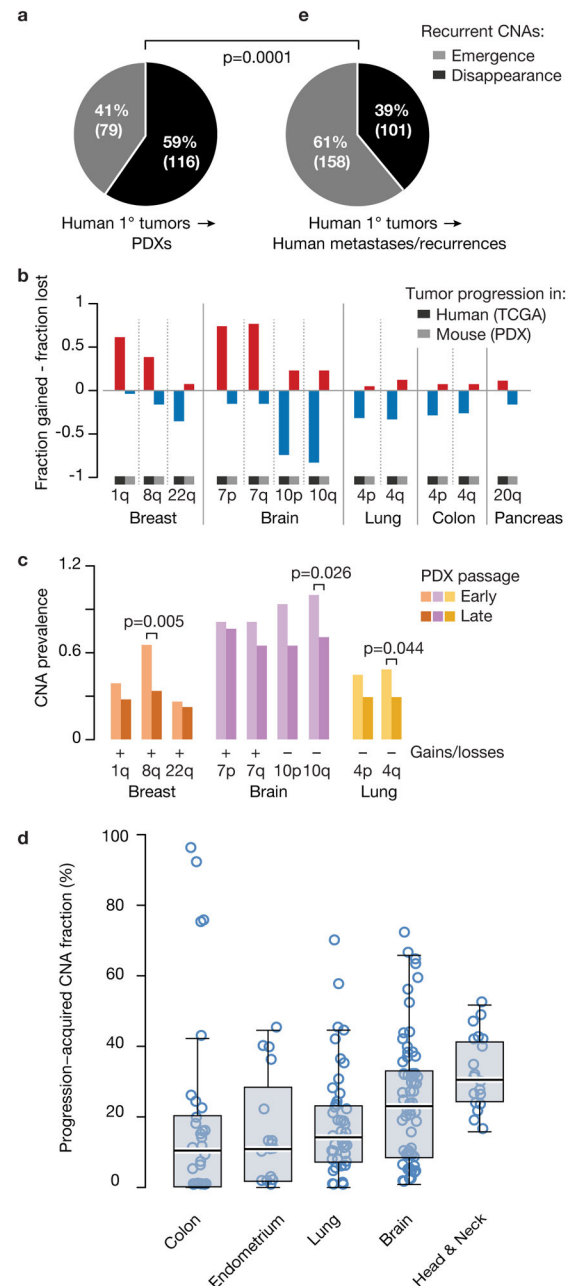 a
e
Recurrent CNAs:
Emergence
Disappearance
p=0.0001
41%
(79)
59%
(116)
39%
(101)
61%
(158)
Human 1° tumors →
PDXs
Human 1° tumors →
Human metastases/recurrences
b
Fraction gained - fraction lost
1
0.5
0
-0.5
-1
Tumor progression in:
Human (TCGA)
Mouse (PDX)
1q 8q 22q 7p 7q 10p 10q 4p 4q 4p 4q 20q
Breast Brain Lung Colon Pancreas
c
CNA prevalence
1.2
0.6
0
p=0.005
p=0.026
p=0.044
PDX passage
Early
Late
+ + + + + − − − − Gains/losses
1q 8q 22q 7p 7q 10p 10q 4p 4q
Breast Brain Lung
d
Progression−acquired CNA fraction (%)
100
80
60
40
20
0
Colon
Endometrium
Lung
Brain
Head & Neck